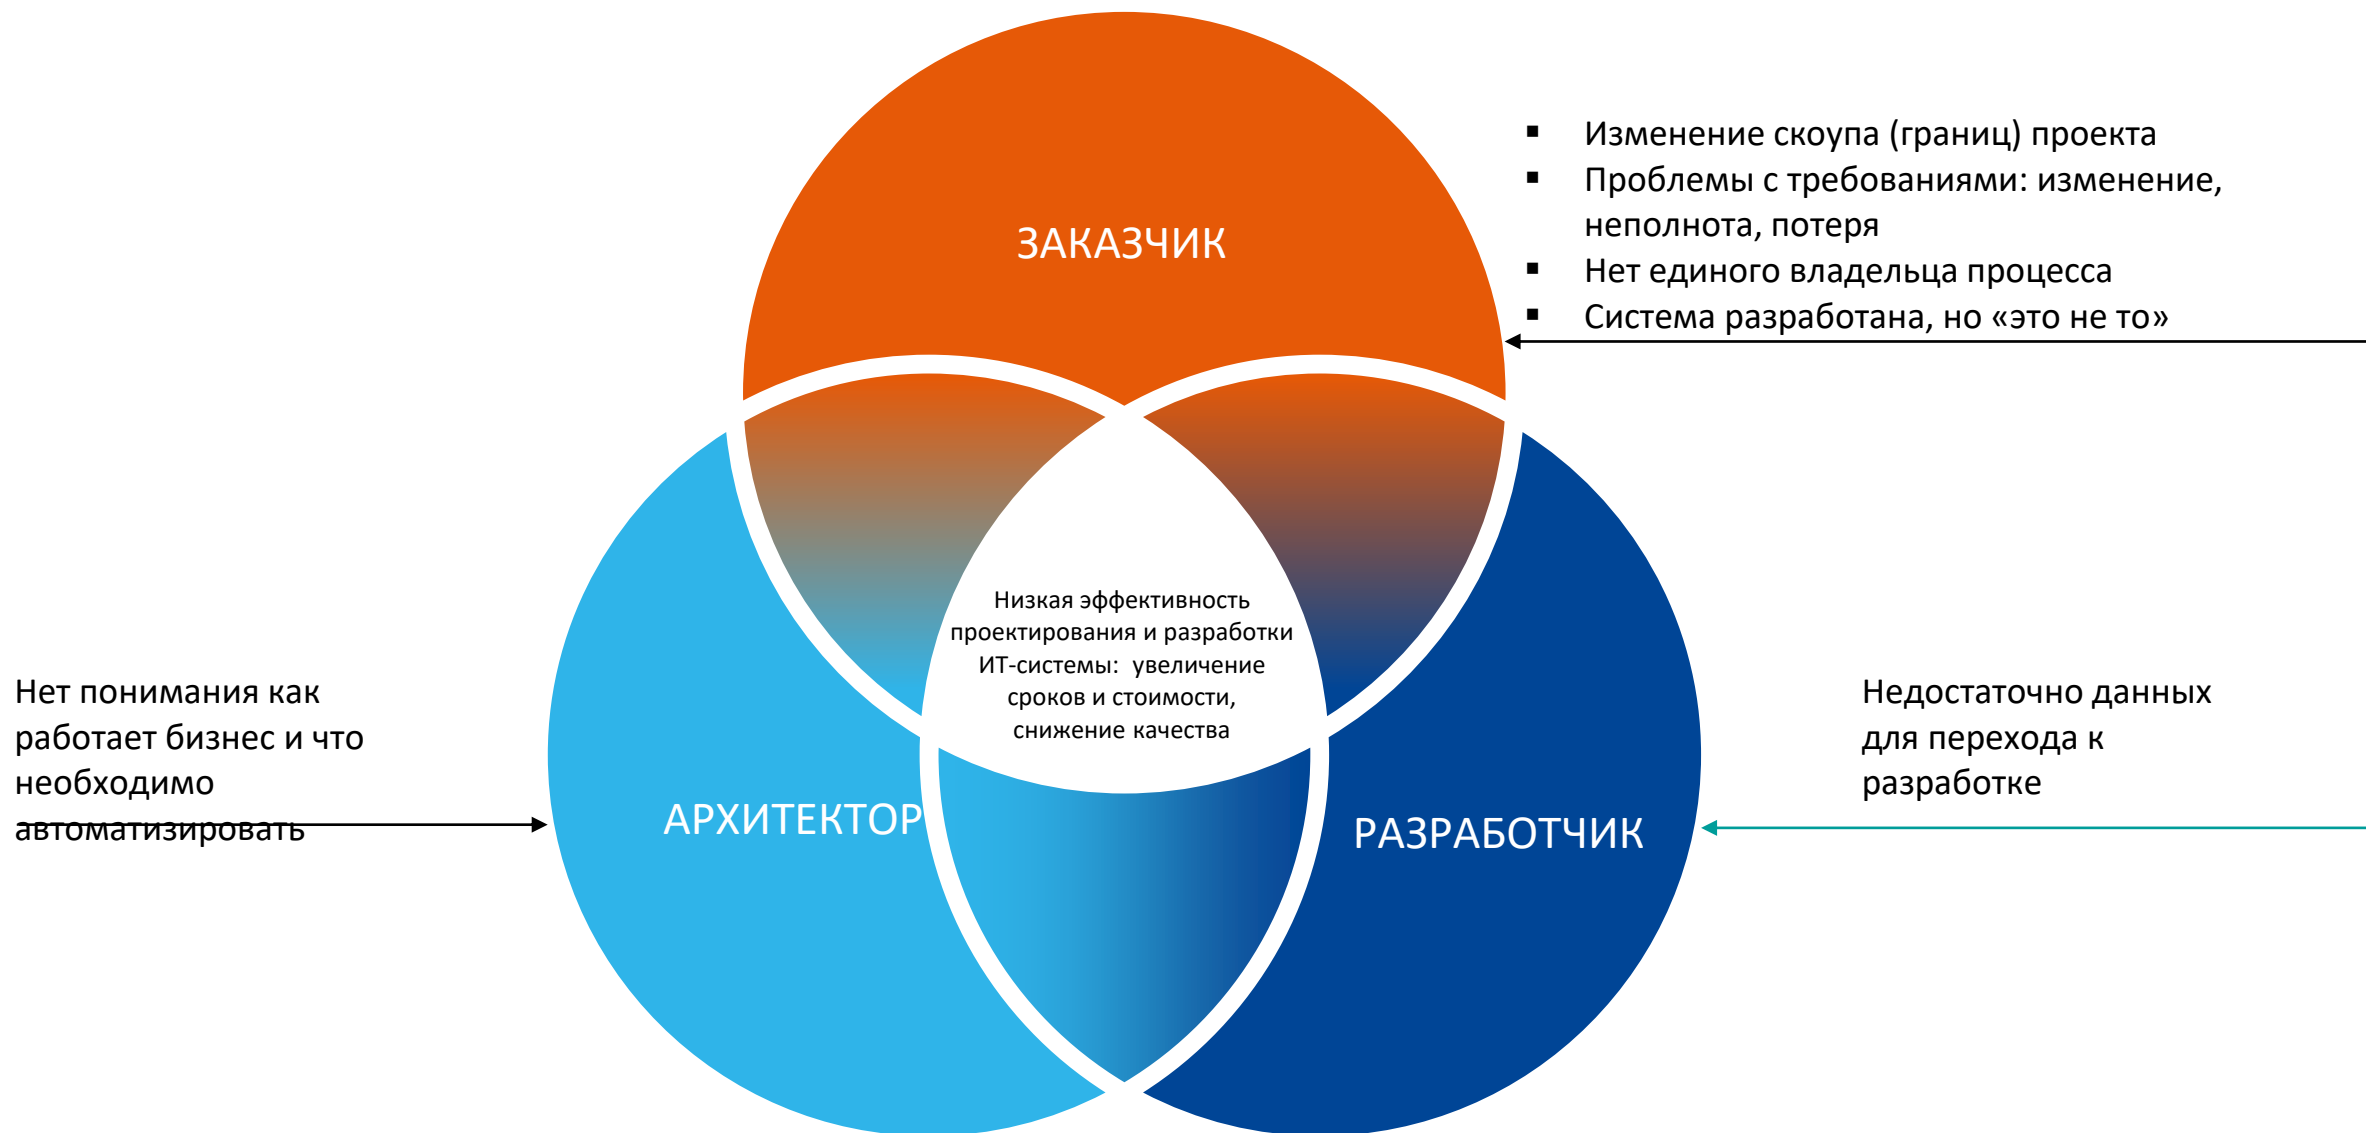 ЗАКАЗЧИК
▪ Изменение скоупа (границ) проекта
▪ Проблемы с требованиями: изменение,
неполнота, потеря
▪ Нет единого владельца процесса
▪ Система разработана, но «это не то»
Низкая эффективность
проектирования и разработки
ИТ-системы: увеличение
сроков и стоимости,
снижение качества
Нет понимания как
работает бизнес и что
необходимо
автоматизировать
АРХИТЕКТОР
РАЗРАБОТЧИК
Недостаточно данных
для перехода к
разработке